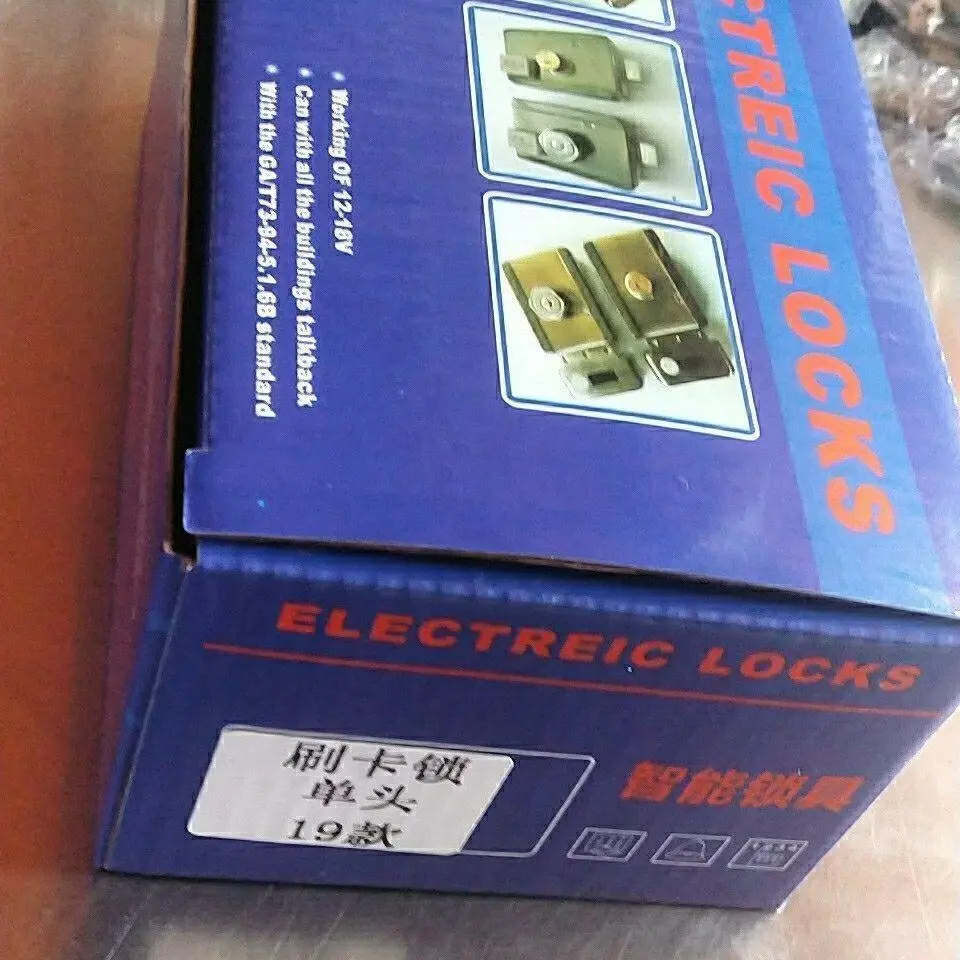 CTREIC LOCKS
• Working OF 12-18V
• Can with all the buildings talkback
• With the GA/T73-94-5.1.6B standard
ELECTREIC LOCKS
智能锁具
刷卡锁
单头
19款